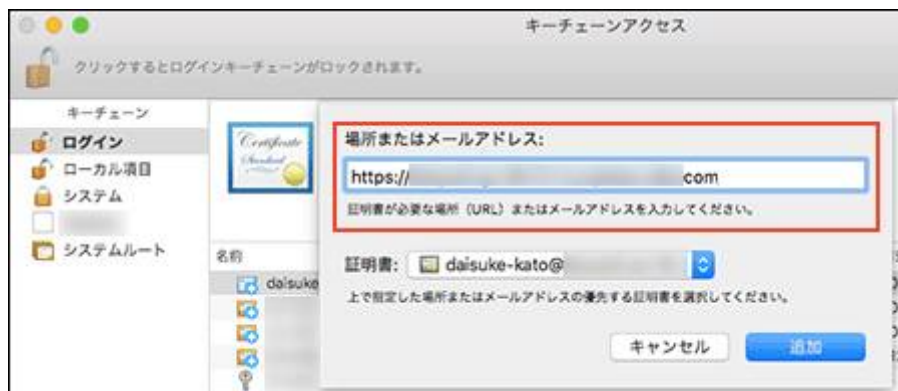 キーチェーンアクセス
クリックするとログインキーチェーンがロックされます。
キーチェーン
ログイン
ローカル項目
システム
システムルート
Certificate
Standard
名前
daisuke
場所またはメールアドレス:
https:// com
証明書が必要な場所（URL）またはメールアドレスを入力してください。
証明書: daisuke-kato@
上で指定した場所またはメールアドレスの優先する証明書を選択してください。
キャンセル 追加